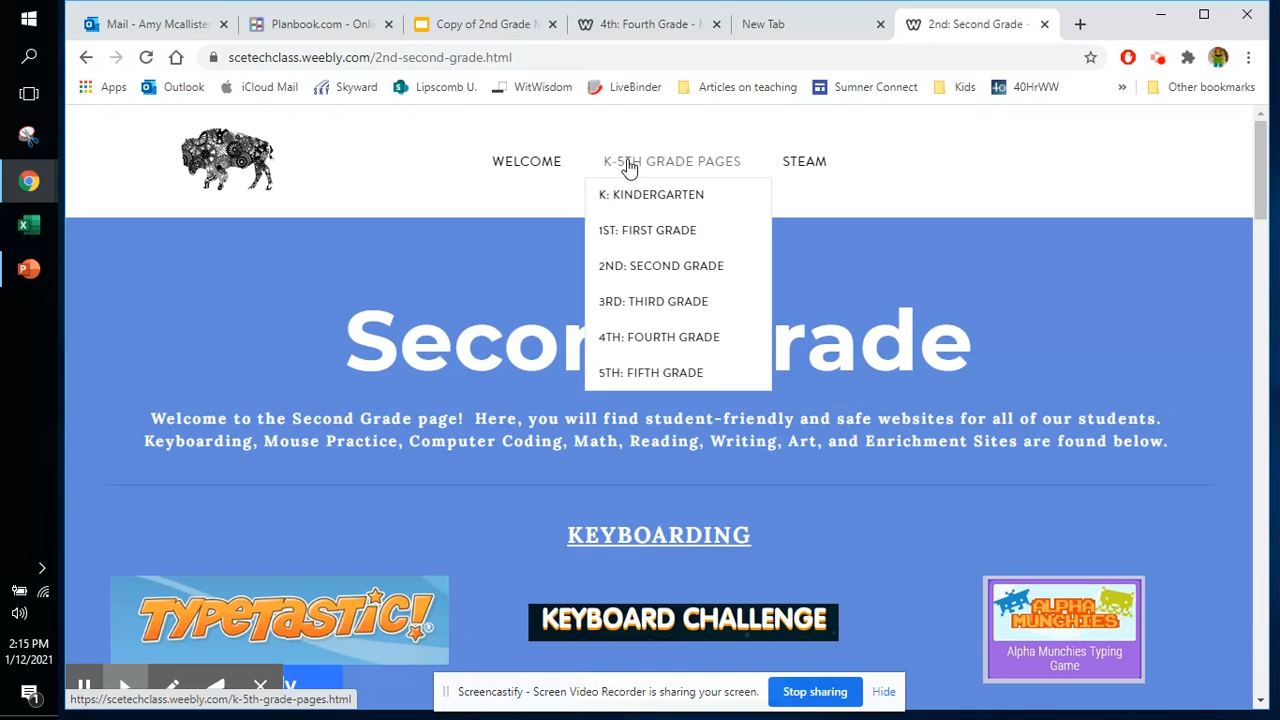 Mail - Amy Mcallister
Planbook.com - Onli
Copy of 2nd Grade M
4th: Fourth Grade - M
New Tab
2nd: Second Grade -
scetechclass.weebly.com/2nd-second-grade.html
Apps
Outlook
iCloud Mail
Skyward
Lipscomb U.
WitWisdom
LiveBinder
Articles on teaching
Sumner Connect
Kids
40HrWW
Other bookmarks
WELCOME
K-5TH GRADE PAGES
STEAM
K: KINDERGARTEN
1ST: FIRST GRADE
2ND: SECOND GRADE
3RD: THIRD GRADE
4TH: FOURTH GRADE
5TH: FIFTH GRADE
Secon rade
Welcome to the Second Grade page! Here, you will find student-friendly and safe websites for all of our students.
Keyboarding, Mouse Practice, Computer Coding, Math, Reading, Writing, Art, and Enrichment Sites are found below.
KEYBOARDING
TYPETASTIC!
KEYBOARD CHALLENGE
ALPHA
MUNCHIES
Alpha Munchies Typing
Game
2:15 PM
1/12/2021
1
https://scetechclass.weebly.com/k-5th-grade-pages.html
Screencastify - Screen Video Recorder is sharing your screen.
Stop sharing
Hide